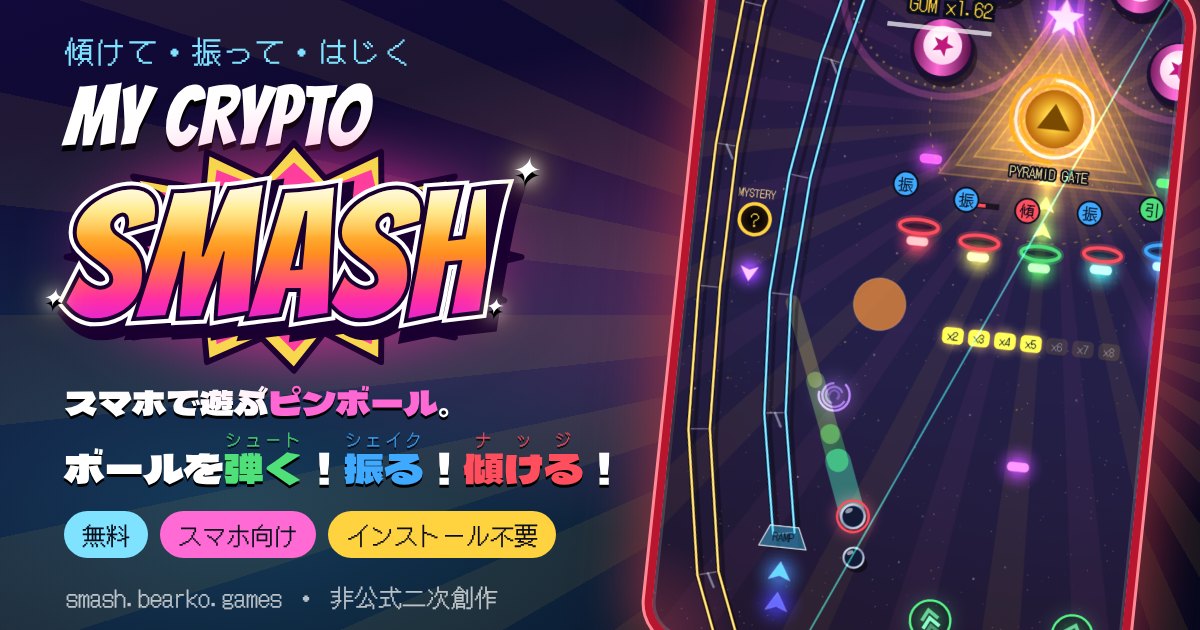 傾けて・振って・はじく
MY CRYPTO
SMASH
スマホで遊ぶピンボール。
シュート シェイク ナッジ
ボールを弾く！振る！傾ける！
無料 スマホ向け インストール不要
smash.bearko.games ・ 非公式二次創作
GUM x1.62
PYRAMID GATE
MYSTERY
?
振 振 傾 振 引
x2 x3 x4 x5 x6 x7 x8
RAMP